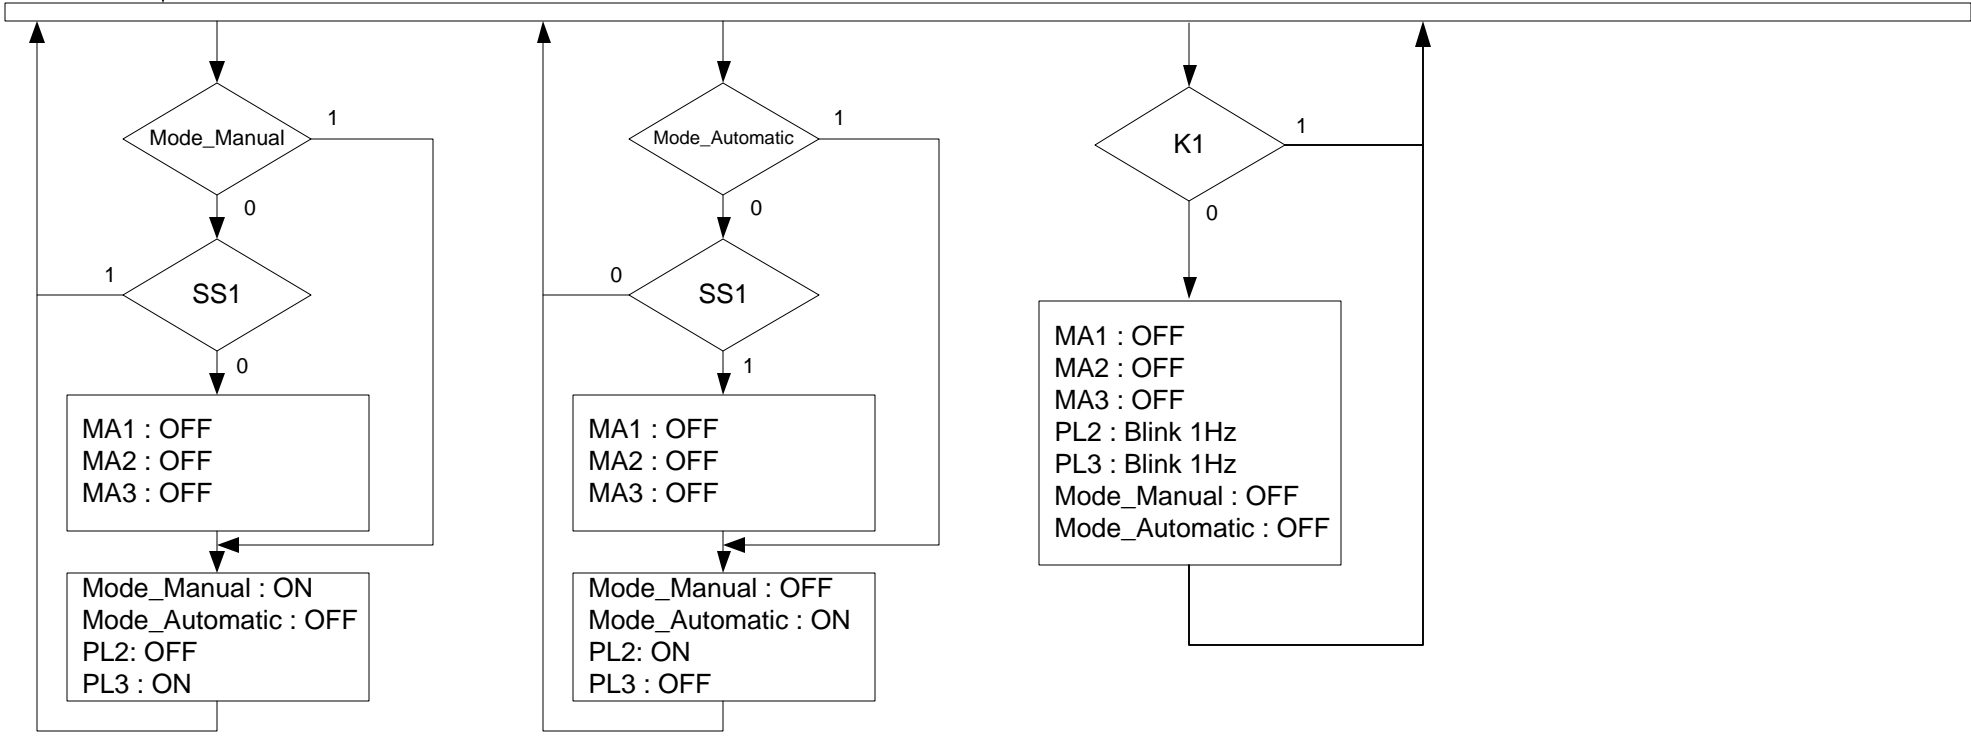 Mode_Manual
1
0
SS1
1
0
MA1 : OFF
MA2 : OFF
MA3 : OFF
Mode_Manual : ON
Mode_Automatic : OFF
PL2: OFF
PL3 : ON
Mode_Automatic
1
0
SS1
0
1
MA1 : OFF
MA2 : OFF
MA3 : OFF
Mode_Manual : OFF
Mode_Automatic : ON
PL2: ON
PL3 : OFF
K1
1
0
MA1 : OFF
MA2 : OFF
MA3 : OFF
PL2 : Blink 1Hz
PL3 : Blink 1Hz
Mode_Manual : OFF
Mode_Automatic : OFF